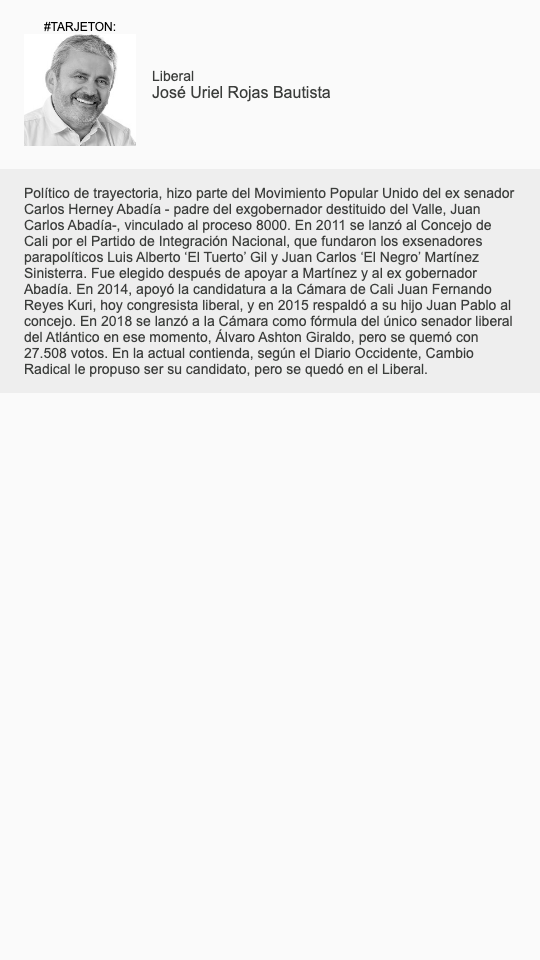 #TARJETON:
Liberal
José Uriel Rojas Bautista
Político de trayectoria, hizo parte del Movimiento Popular Unido del ex senador
Carlos Herney Abadía - padre del exgobernador destituido del Valle, Juan
Carlos Abadía-, vinculado al proceso 8000. En 2011 se lanzó al Concejo de
Cali por el Partido de Integración Nacional, que fundaron los exsenadores
parapolíticos Luis Alberto ‘El Tuerto’ Gil y Juan Carlos ‘El Negro’ Martínez
Sinisterra. Fue elegido después de apoyar a Martínez y al ex gobernador
Abadía. En 2014, apoyó la candidatura a la Cámara de Cali Juan Fernando
Reyes Kuri, hoy congresista liberal, y en 2015 respaldó a su hijo Juan Pablo al
concejo. En 2018 se lanzó a la Cámara como fórmula del único senador liberal
del Atlántico en ese momento, Álvaro Ashton Giraldo, pero se quemó con
27.508 votos. En la actual contienda, según el Diario Occidente, Cambio
Radical le propuso ser su candidato, pero se quedó en el Liberal.